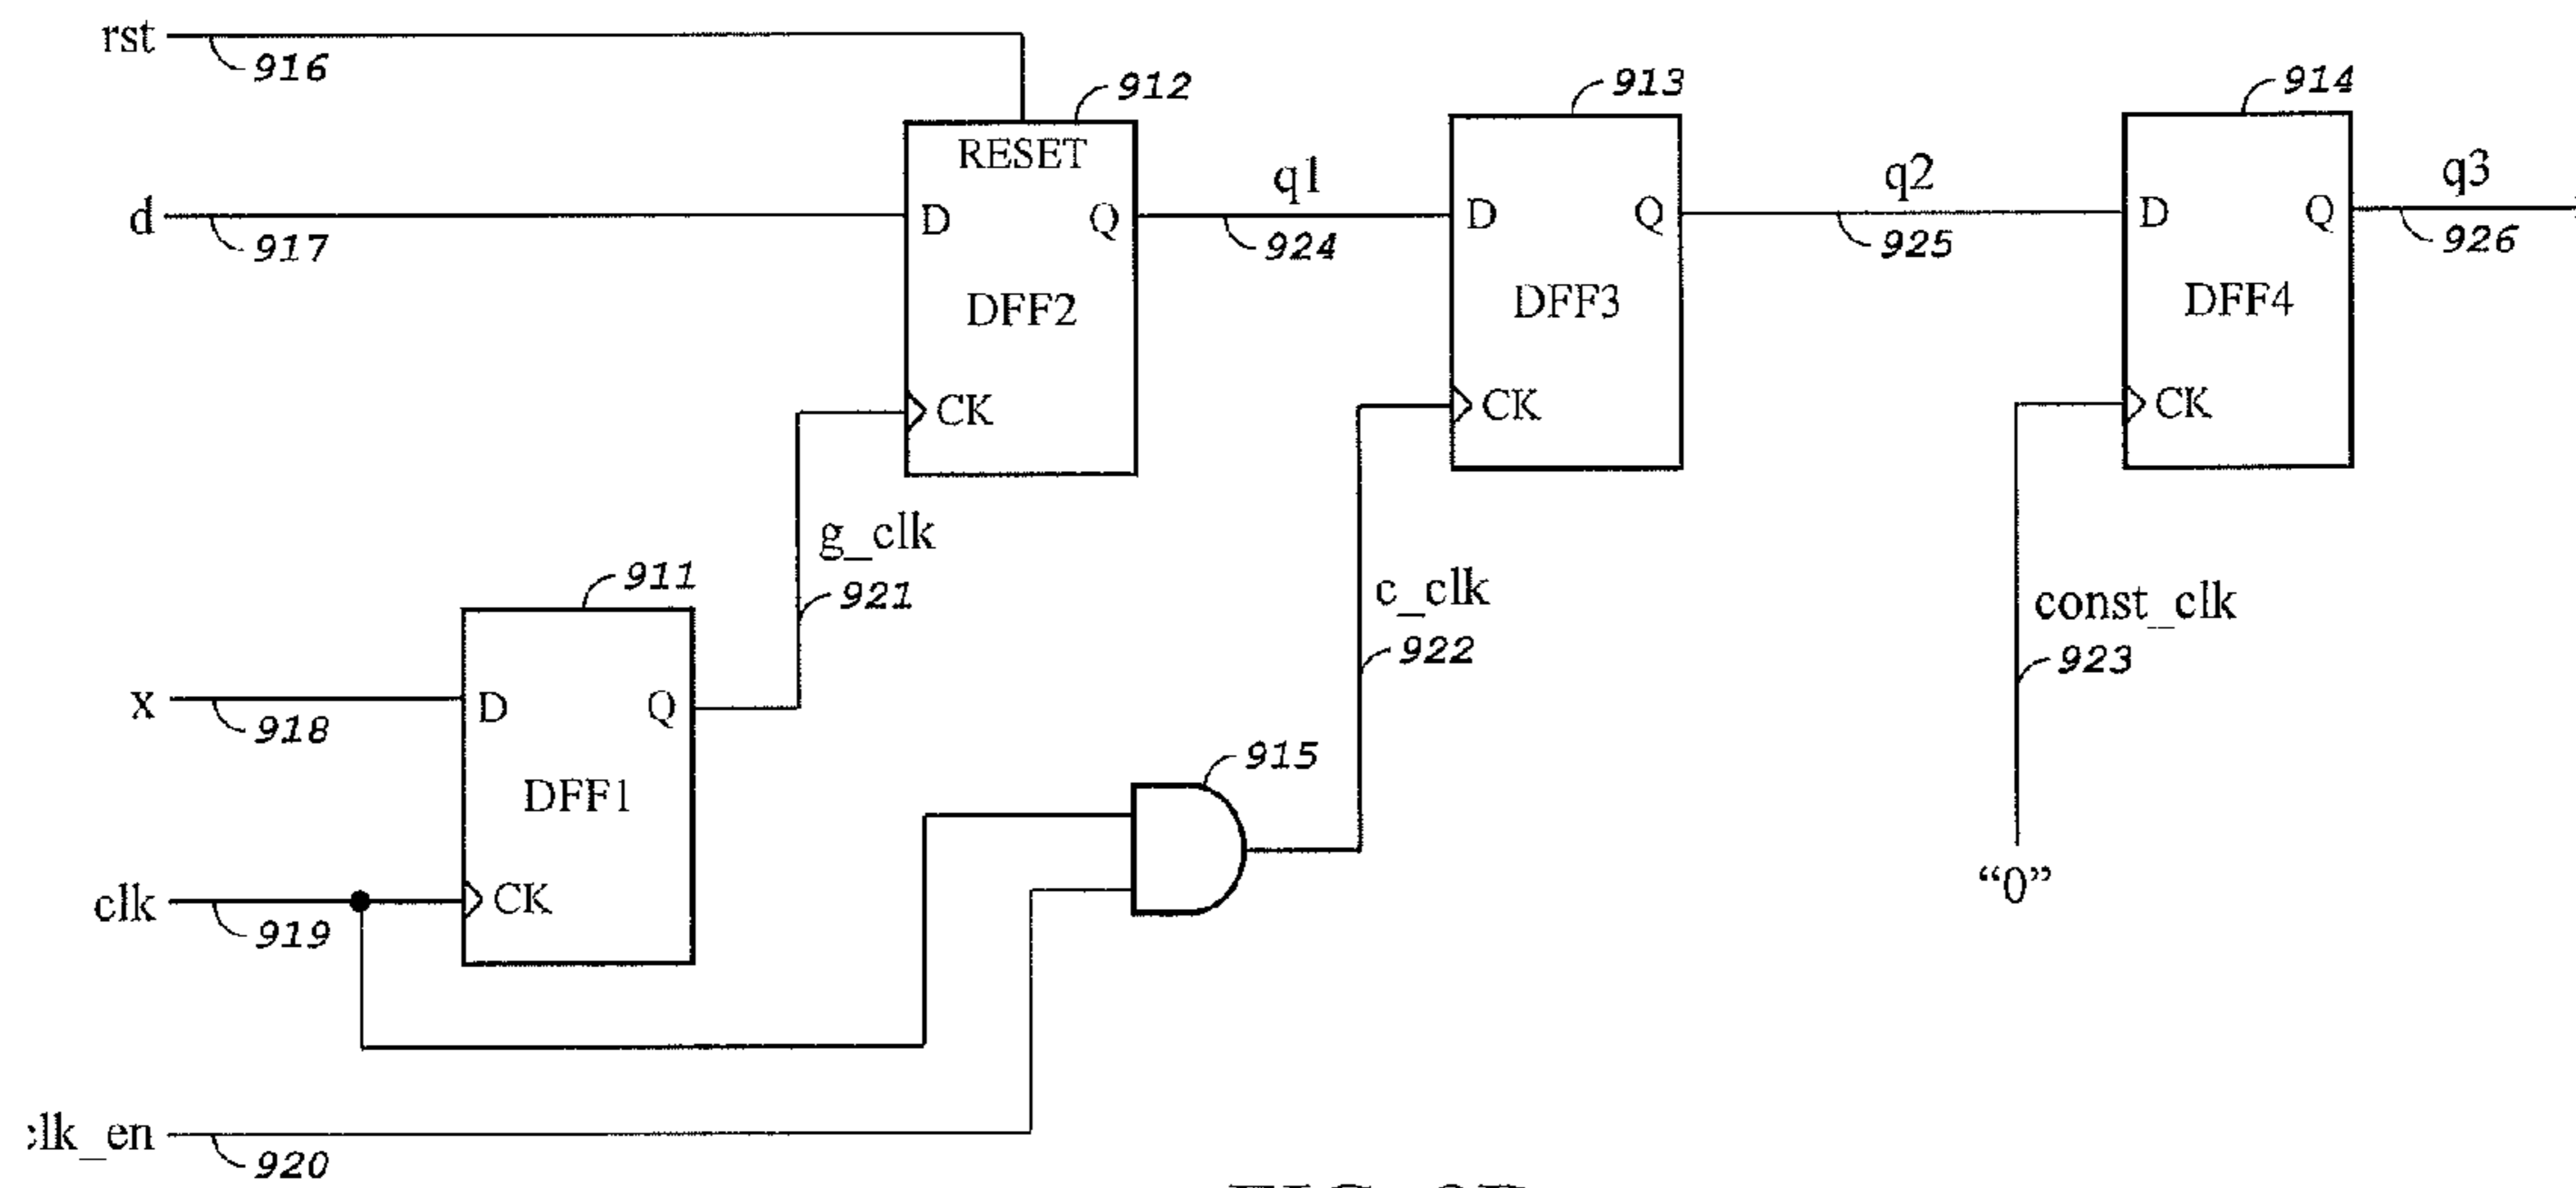 rst
916
912
913
914
RESET
d
917
D
Q
q1
924
D
Q
q2
925
D
Q
q3
926
DFF2
DFF3
DFF4
CK
CK
CK
g_clk
921
c_clk
922
const_clk
923
911
x
918
D
Q
DFF1
915
clk
919
CK
“0”
lk_en
920